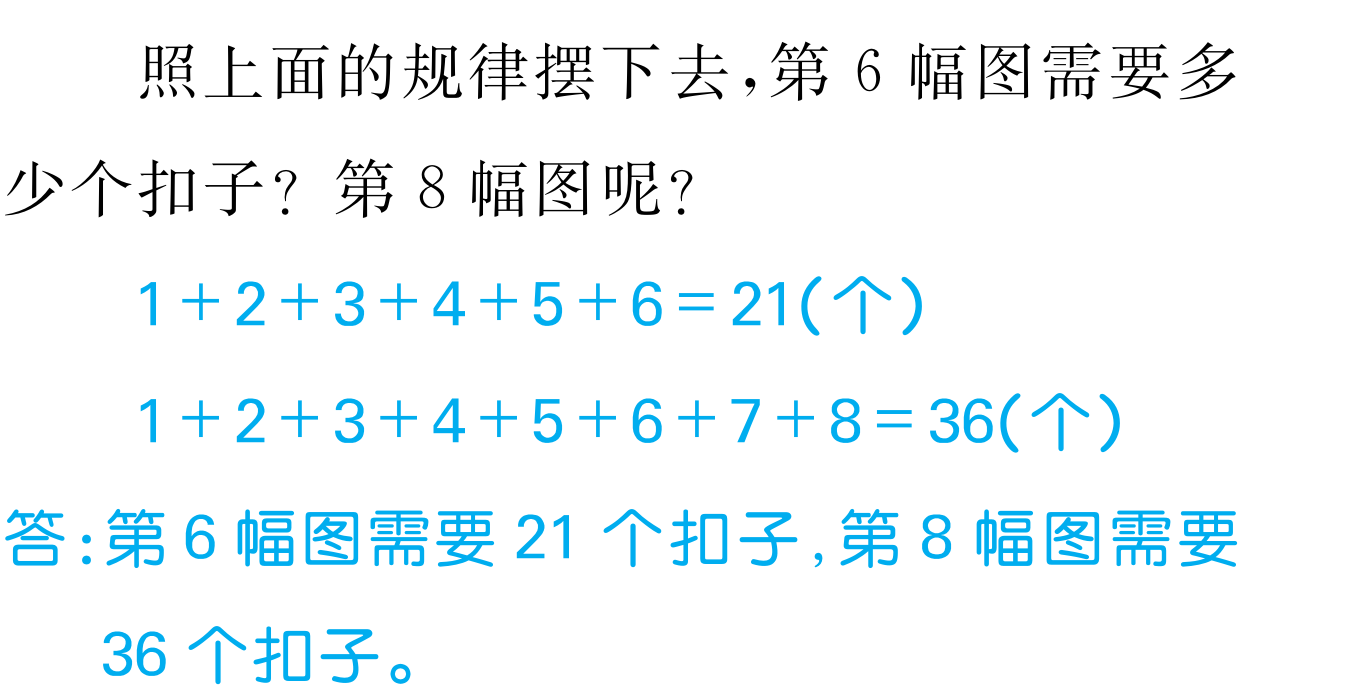 照上面的规律摆下去,第 6 幅图需要多
少个扣子? 第 8 幅图呢?
1+2+3+4+5+6=21(个)
1+2+3+4+5+6+7+8=36(个)
答:第 6 幅图需要 21 个扣子,第 8 幅图需要
36 个扣子。